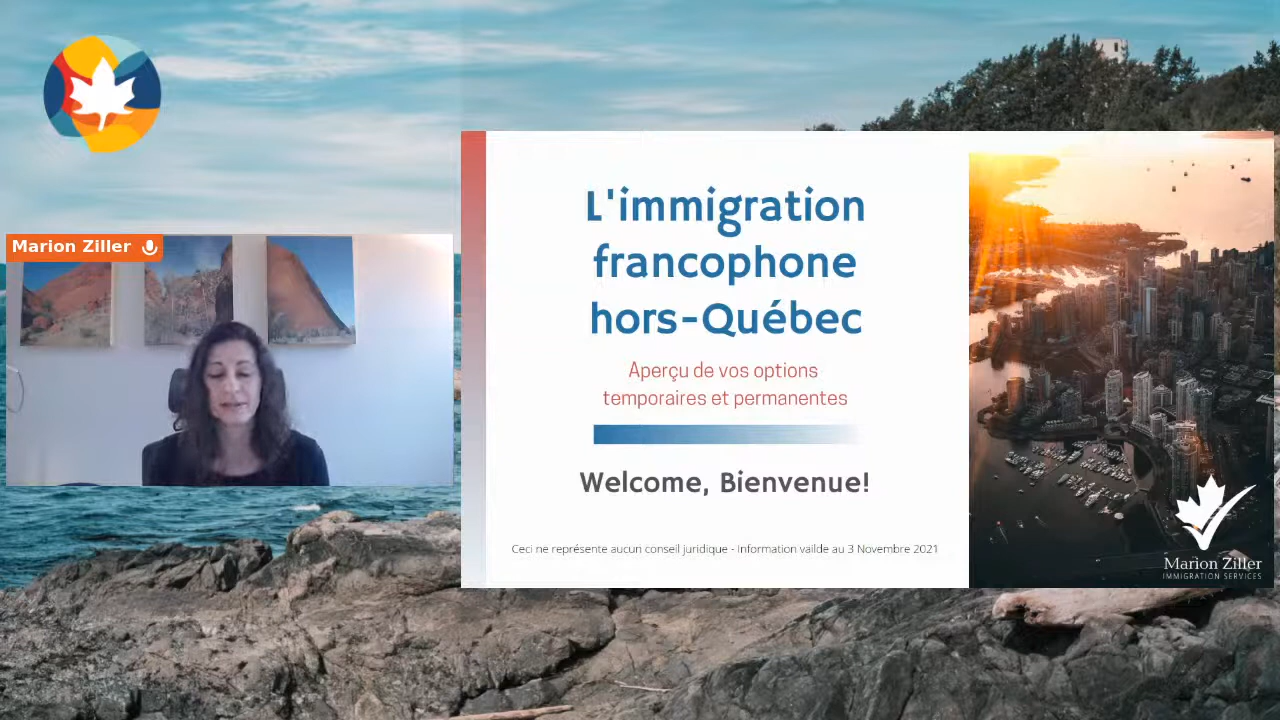 Marion Ziller
L'immigration
francophone
hors-Québec
Aperçu de vos options
temporaires et permanentes
Welcome, Bienvenue!
Ceci ne représente aucun conseil juridique - Information vailde au 3 Novembre 2021
Marion Ziller
IMMIGRATION SERVICES